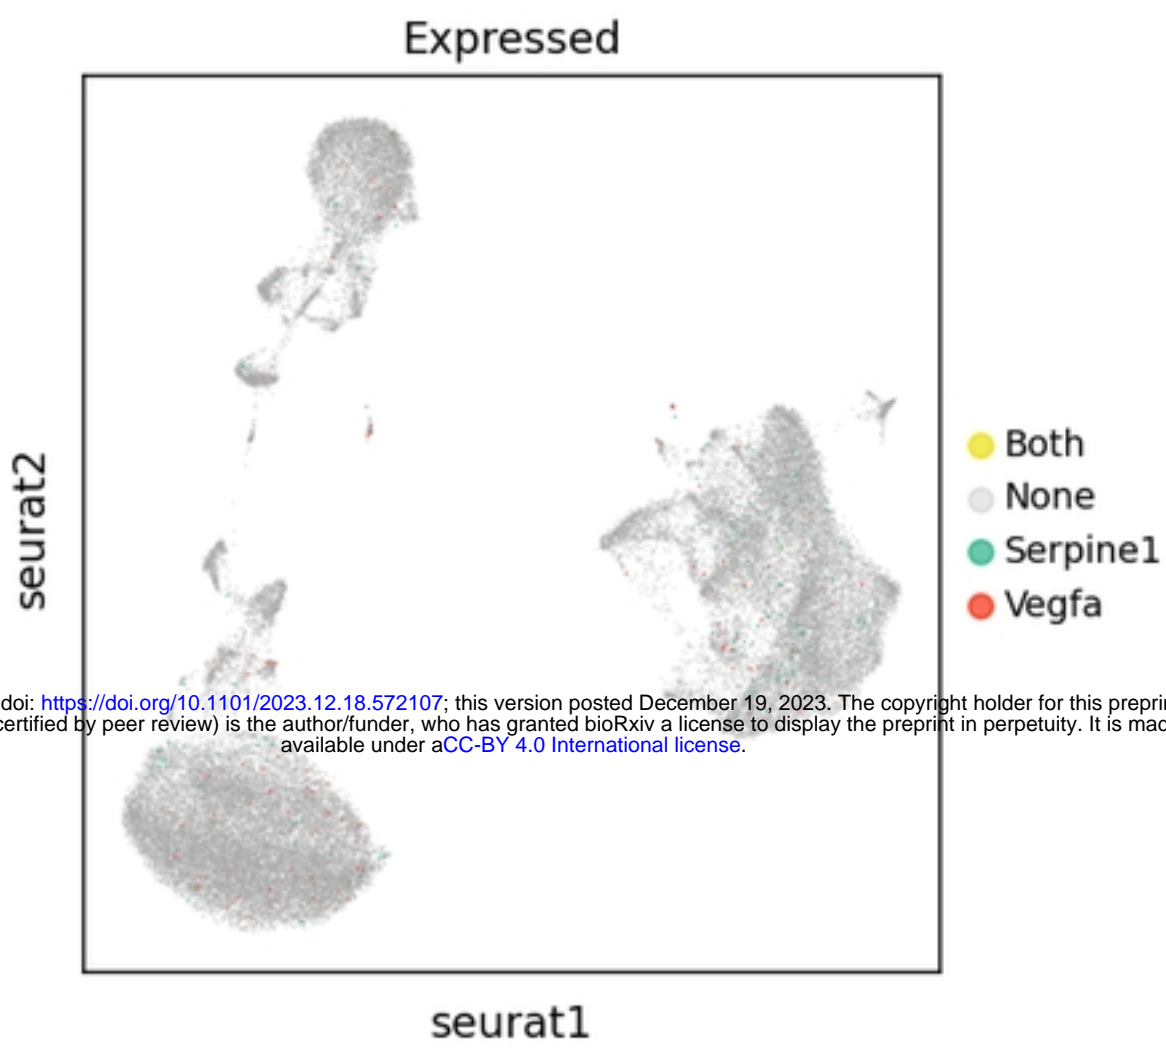 Expressed
seurat2
Both
None
Serpine1
Vegfa
doi: https://doi.org/10.1101/2023.12.18.572107; this version posted December 19, 2023. The copyright holder for this
certified by peer review) is the author/funder, who has granted bioRxiv a license to display the preprint in perpetuity. It is
available under aCC-BY 4.0 International license.
seurat1